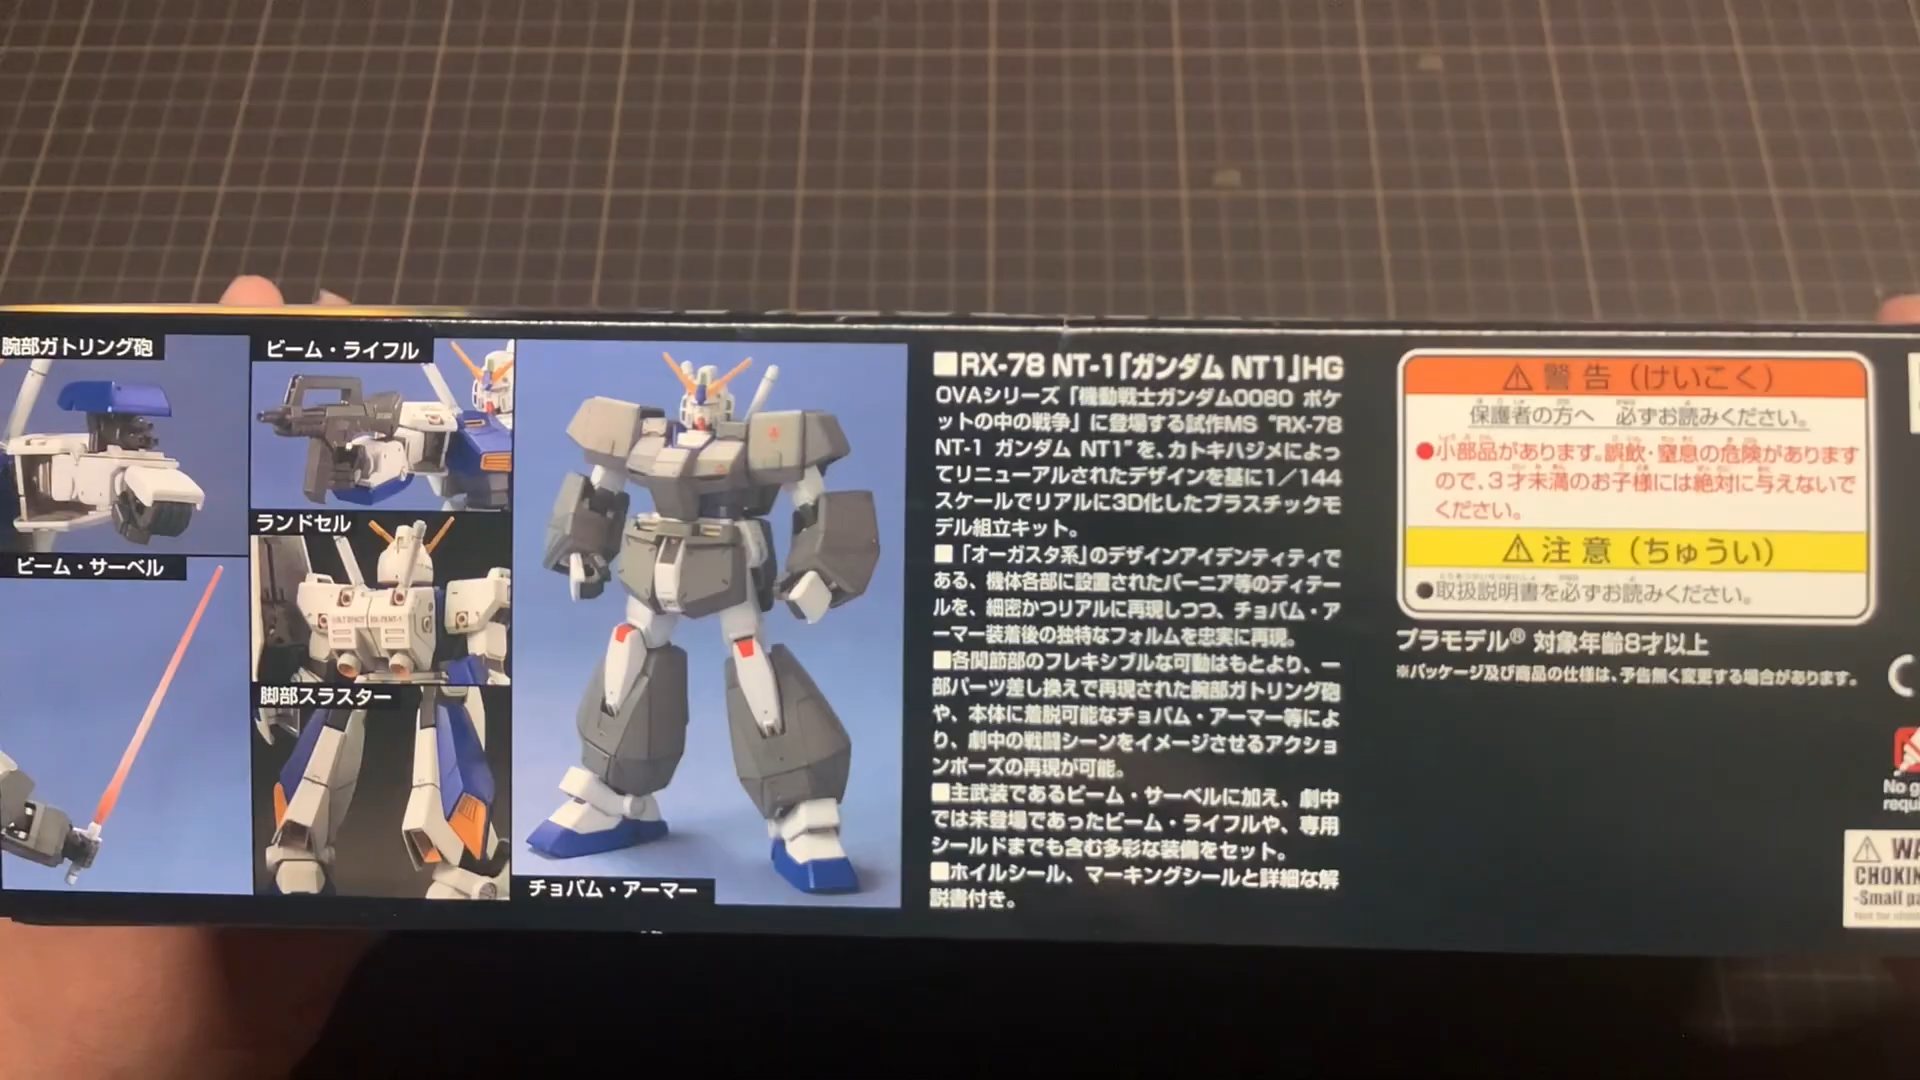 腕部ガトリング砲
ビーム・ライフル
ビーム・サーベル
ランドセル
脚部スラスター
チョバム・アーマー
■RX-78 NT-1「ガンダム NT1」HG
OVAシリーズ「機動戦士ガンダム0080 ポケ
ットの中の戦争」に登場する試作MS “RX-78
NT-1 ガンダム NT1”を、カトキハジメによっ
てリニューアルされたデザインを基に1/144
スケールでリアルに3D化したプラスチックモ
デル組立キット。
■「オーガスタ系」のデザインアイデンティティで
ある、機体各部に設置されたバーニア等のディテー
ルを、細密かつリアルに再現しつつ、チョバム・ア
ーマー装着後の独特なフォルムを忠実に再現。
■各関節部のフレキシブルな可動はもとより、一
部パーツ差し換えで再現された腕部ガトリング砲
や、本体に着脱可能なチョバム・アーマー等によ
り、劇中の戦闘シーンをイメージさせるアクショ
ンポーズの再現が可能。
■主武装であるビーム・サーベルに加え、劇中
では未登場であったビーム・ライフルや、専用
シールドまでも含む多彩な装備をセット。
■ホイルシール、マーキングシールと詳細な解
説書付き。
⚠警告(けいこく)
保護者の方へ 必ずお読みください。
●小部品があります。誤飲・窒息の危険があります
ので、3才未満のお子様には絶対に与えないで
ください。
⚠注意(ちゅうい)
●取扱説明書を必ずお読みください。
プラモデル® 対象年齢8才以上
※パッケージ及び商品の仕様は、予告無く変更する場合があります。
No g
requi
⚠ WA
CHOKIN
-Small pa